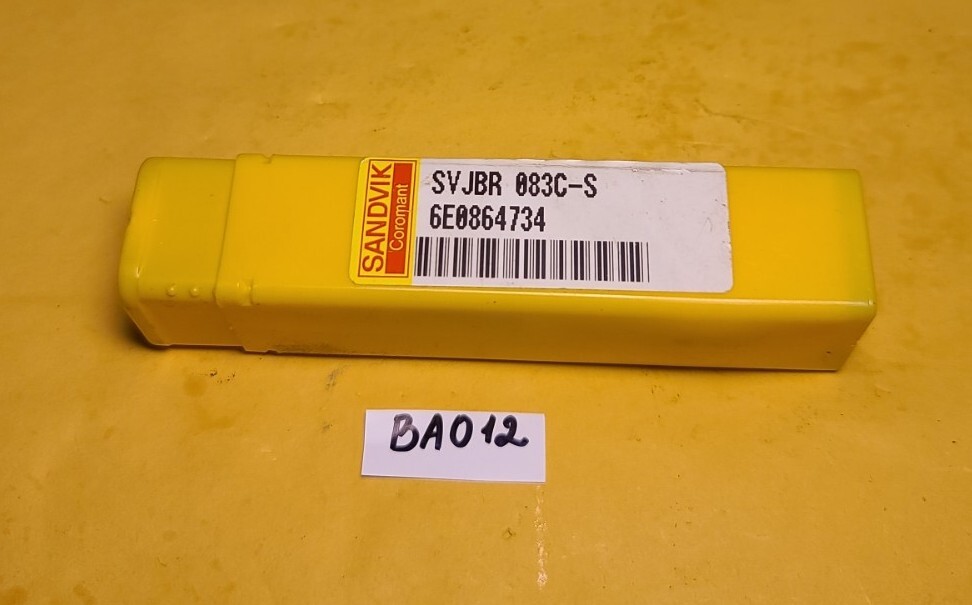 SANDVIK
Coromant
SVJBR 083C-S
6E0864734
BA012